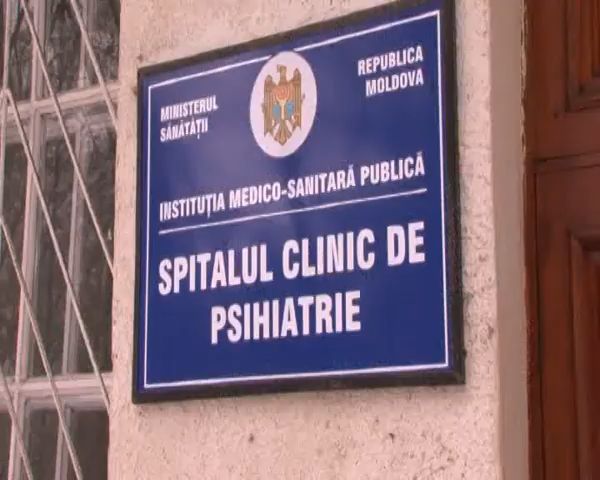 MINISTERUL
SĂNĂTĂȚII
REPUBLICA
MOLDOVA
INSTITUȚIA MEDICO-SANITARĂ PUBLICĂ
SPITALUL CLINIC DE
PSIHIATRIE